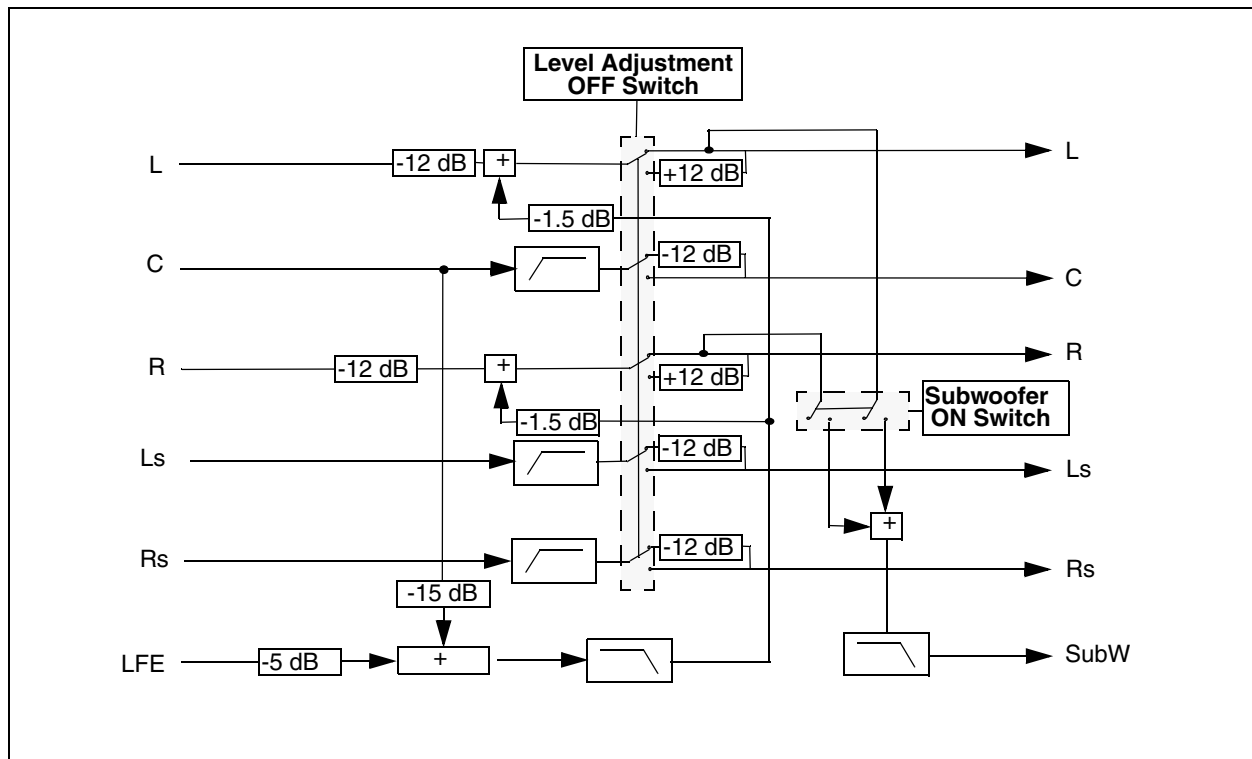 Level Adjustment
OFF Switch
L
-12 dB
+
+12 dB
L
-1.5 dB
C
-12 dB
C
R
-12 dB
+
+12 dB
R
-1.5 dB
Subwoofer
ON Switch
Ls
-12 dB
Ls
+
Rs
-12 dB
Rs
-15 dB
LFE
-5 dB
+
SubW